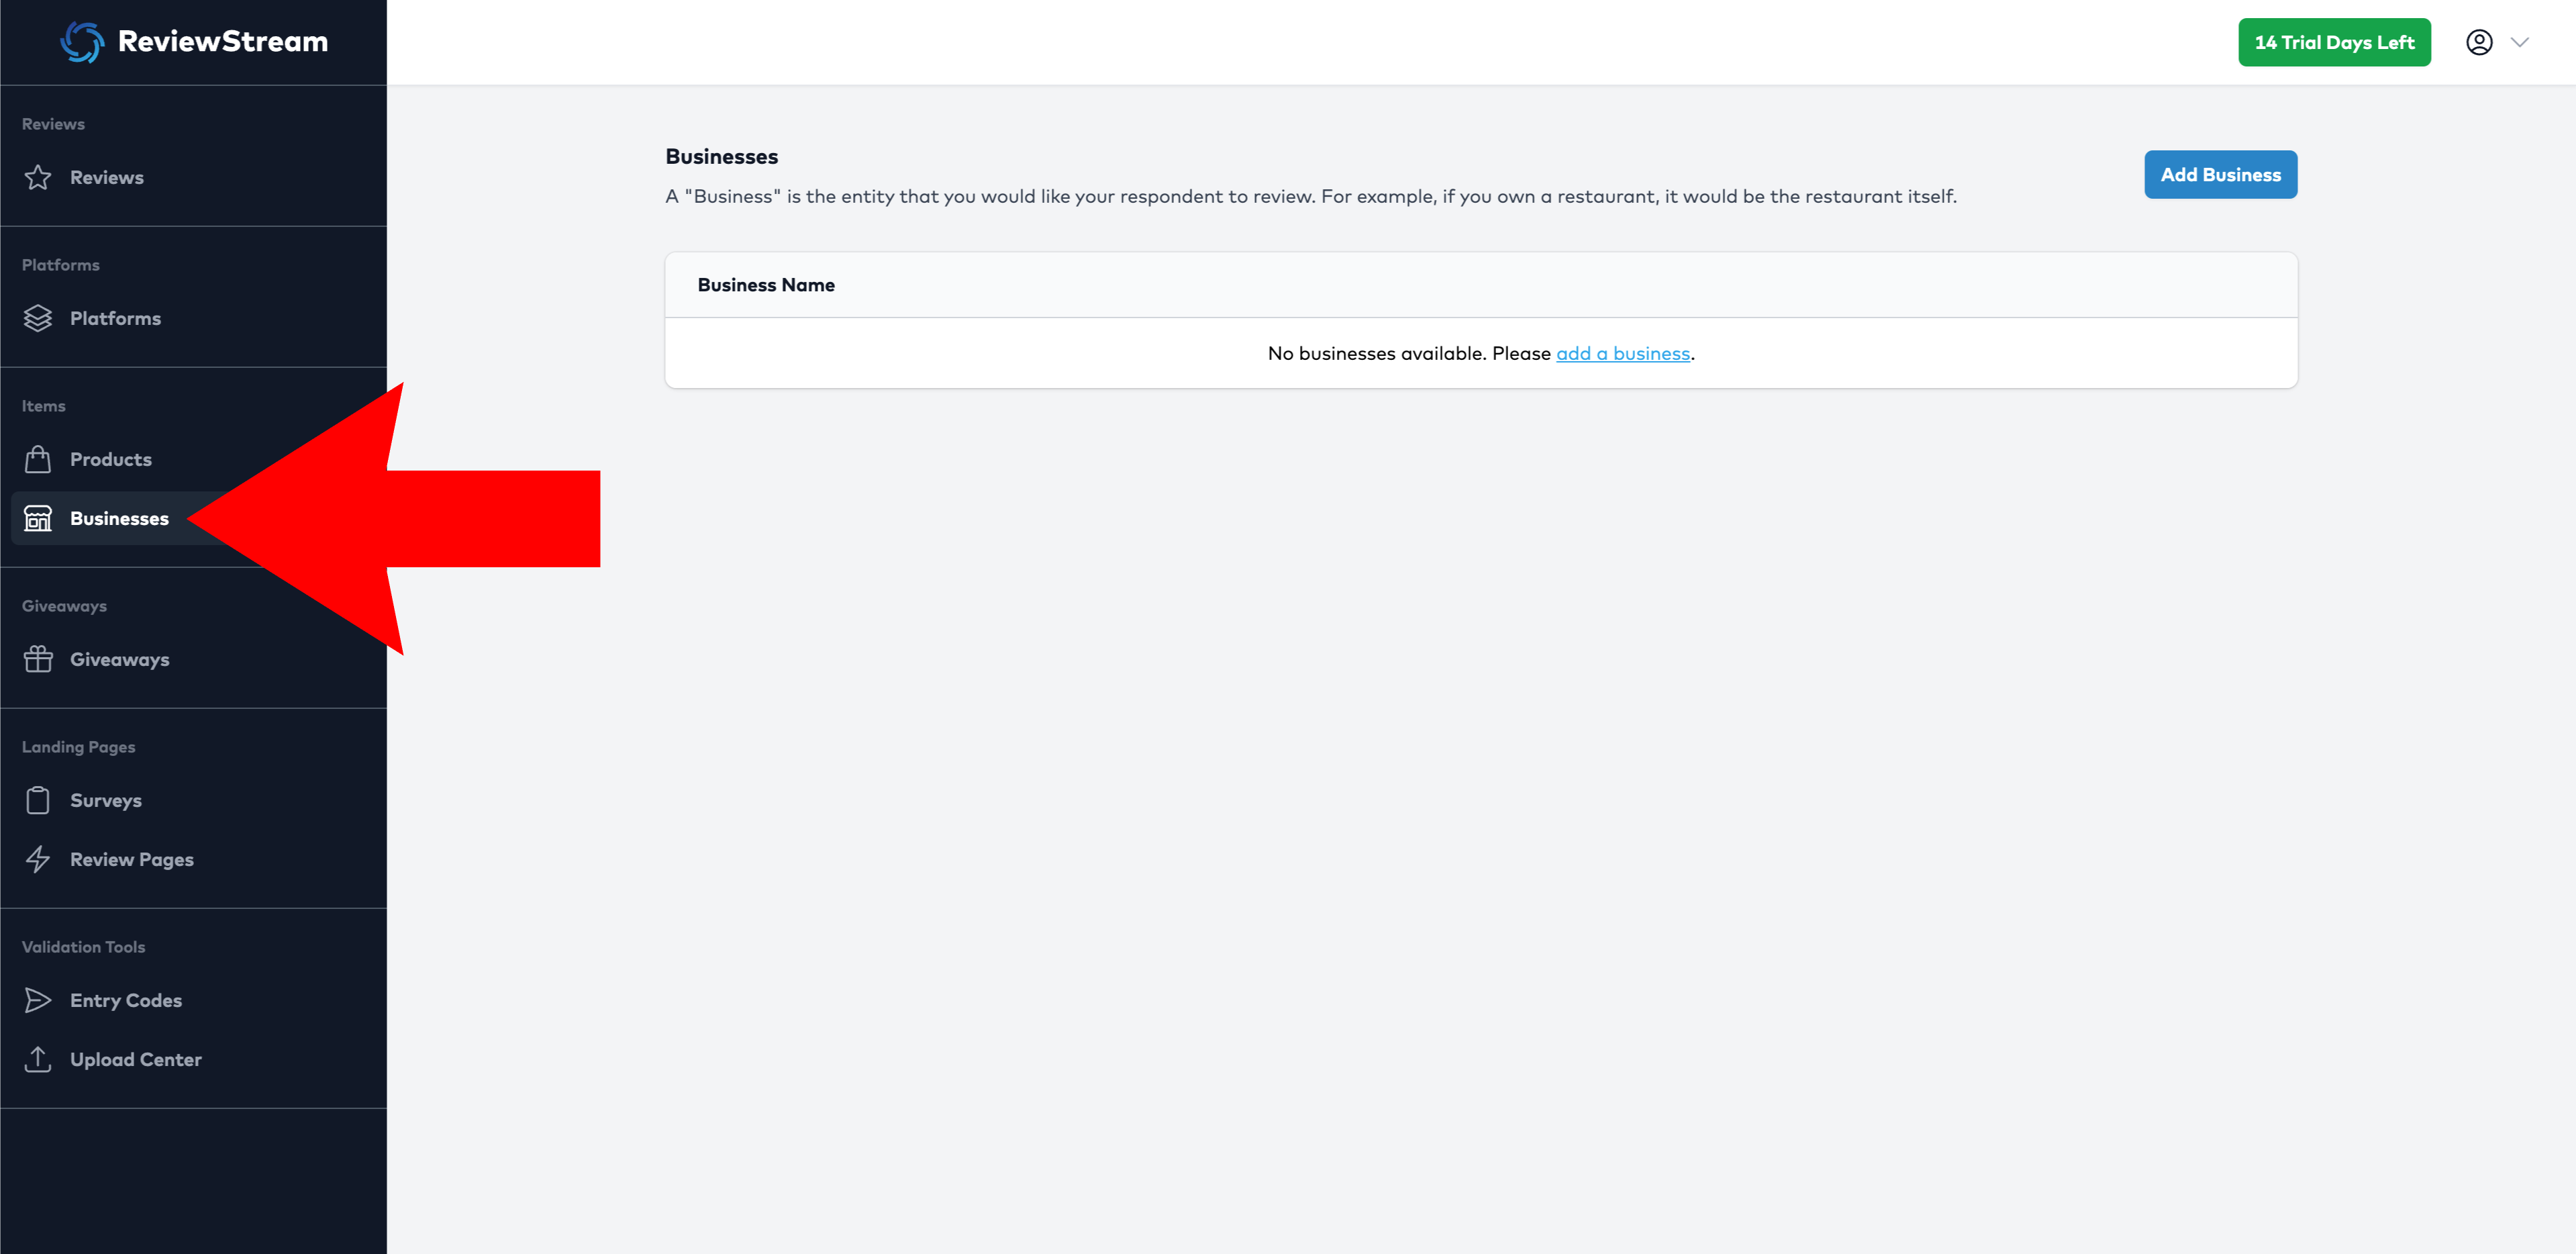 ReviewStream
14 Trial Days Left
Reviews
Reviews
Platforms
Platforms
Items
Products
Businesses
Giveaways
Giveaways
Landing Pages
Surveys
Review Pages
Validation Tools
Entry Codes
Upload Center
Businesses
A "Business" is the entity that you would like your respondent to review. For example, if you own a restaurant, it would be the restaurant itself.
Add Business
Business Name
No businesses available. Please add a business.